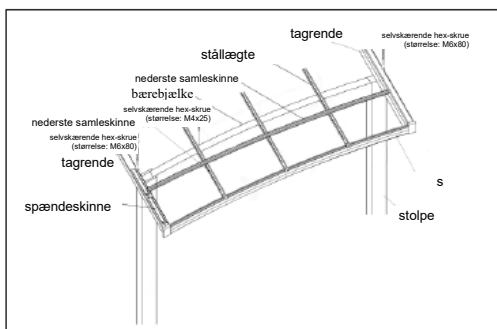 tagrende
selvskærende hex-skrue
(størrelse: M6x80)
stållægte
nederste samleskinne
bærebjælke
selvskærende hex-skrue
(størrelse: M4x25)
nederste samleskinne
selvskærende hex-skrue
(størrelse: M6x80)
tagrende
s
spændeskinne
stolpe